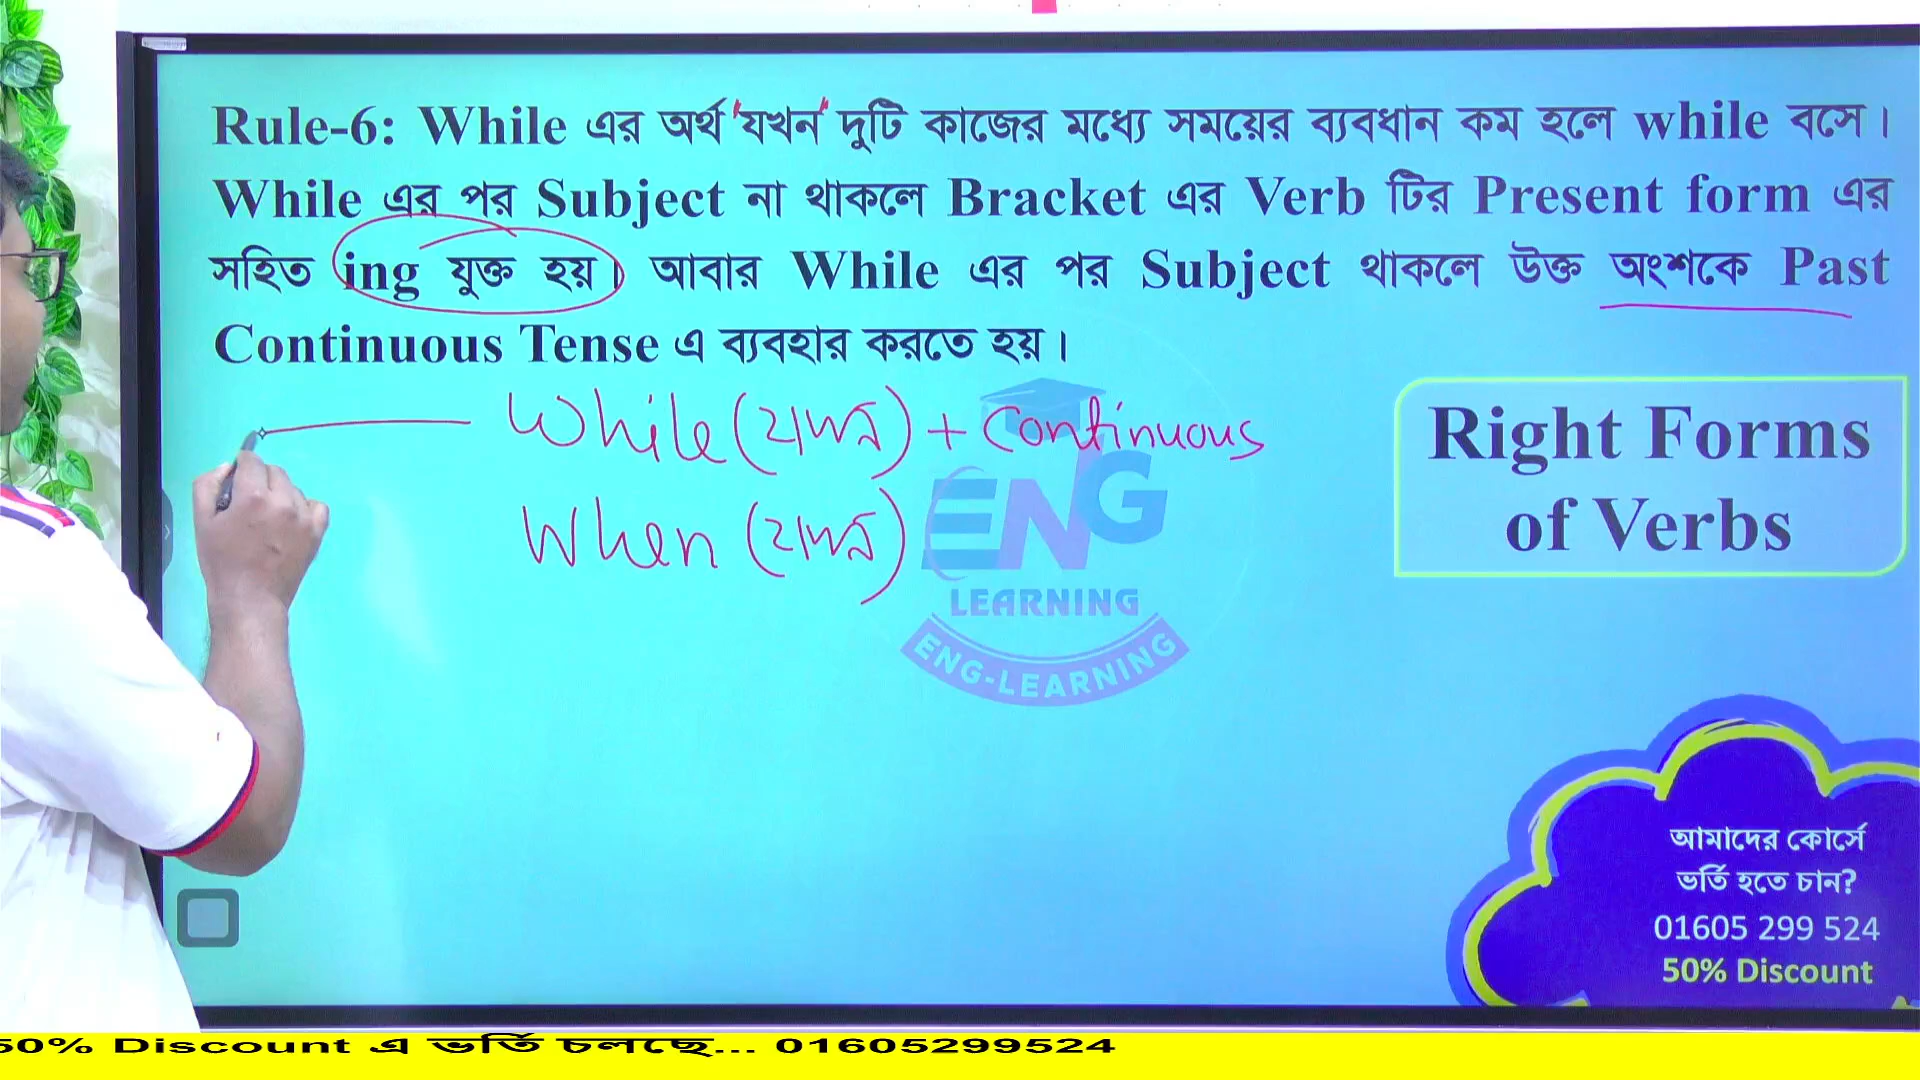 Rule-6: While এর অর্থ "যখন" দুটি কাজের মধ্যে সময়ের ব্যবধান কম হলে while বসে।
While এর পর Subject না থাকলে Bracket এর Verb টির Present form এর
সহিত ing যুক্ত হয়। আবার While এর পর Subject থাকলে উক্ত অংশকে Past
Continuous Tense এ ব্যবহার করতে হয়।
While (যখন) + Continuous
When (যখন)
Right Forms
of Verbs
ENG
LEARNING
ENG-LEARNING
আমাদের কোর্সে
ভর্তি হতে চান?
01605 299 524
50% Discount
50% Discount এ ভর্তি চলছে... 01605299524